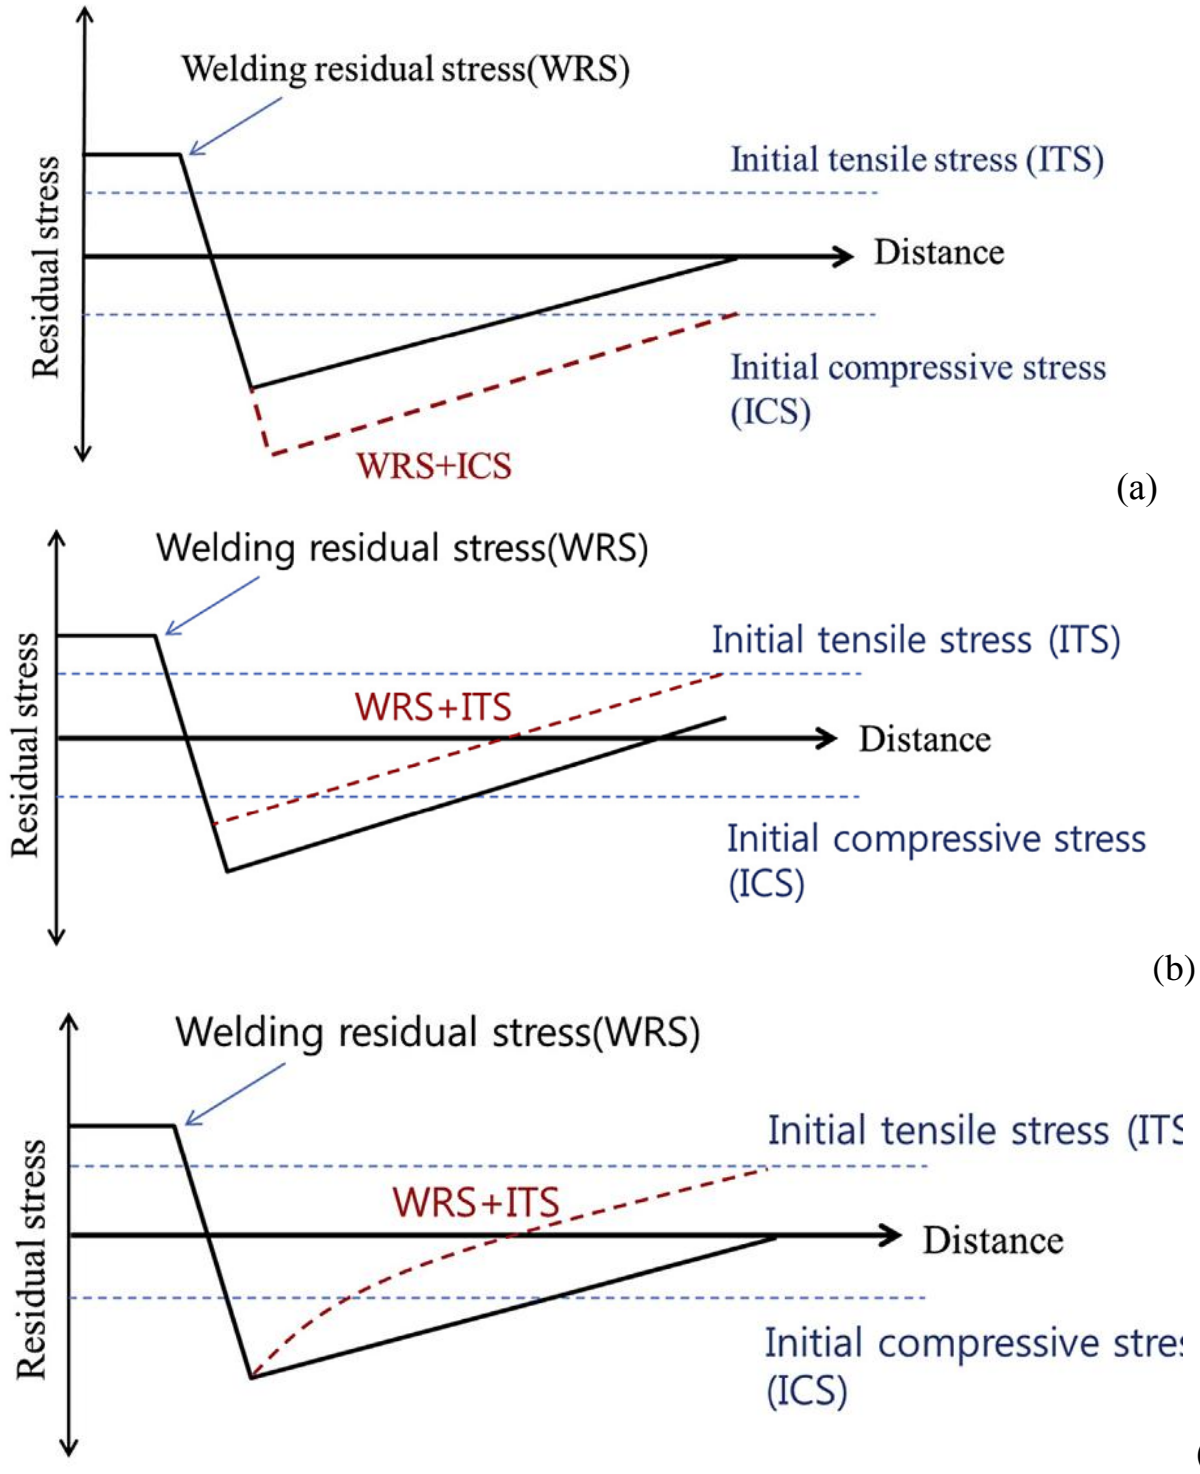 Welding residual stress(WRS)
Residual stress
Initial tensile stress (ITS)
Distance
Initial compressive stress
(ICS)
WRS+ICS
(a)
Welding residual stress(WRS)
Residual stress
Initial tensile stress (ITS)
WRS+ITS
Distance
Initial compressive stress
(ICS)
(b)
Welding residual stress(WRS)
Residual stress
Initial tensile stress (ITS
WRS+ITS
Distance
Initial compressive
(ICS)